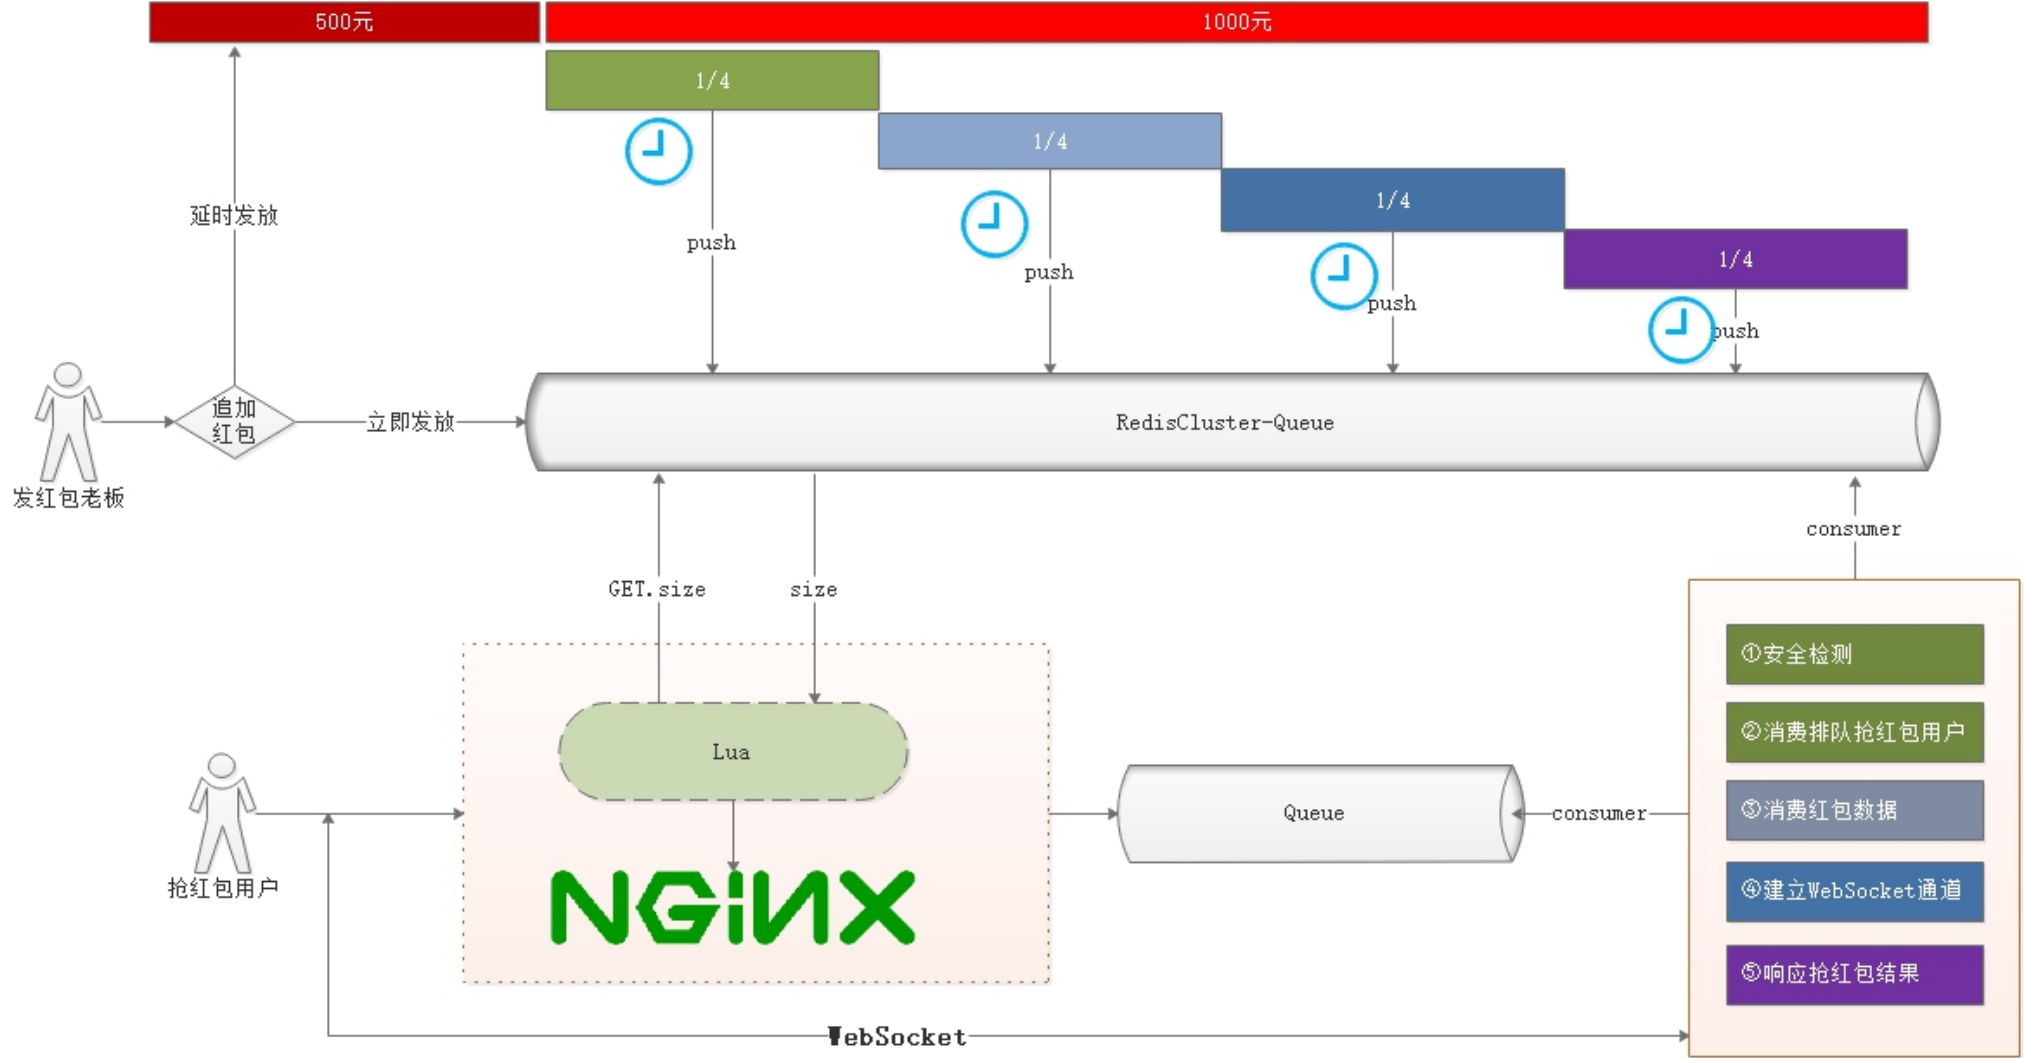 500元
1000元
1/4
1/4
1/4
1/4
延时发放
push
push
push
push
追加
红包
立即发放
RedisCluster-Queue
发红包老板
consumer
GET.size
size
①安全检测
②消费排队抢红包用户
③消费红包数据
④建立WebSocket通道
⑤响应抢红包结果
Lua
Queue
consumer
抢红包用户
NGiNX
WebSocket